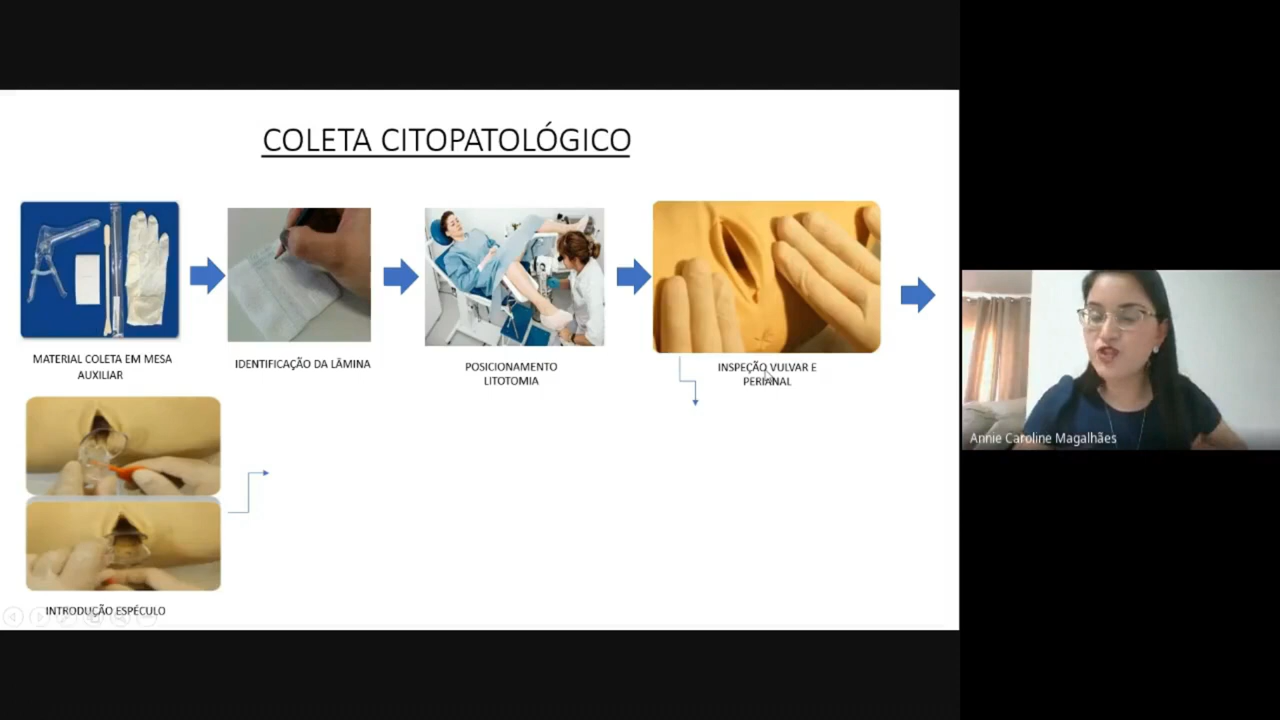 COLETA CITOPATOLÓGICO
MATERIAL COLETA EM MESA
AUXILIAR
IDENTIFICAÇÃO DA LÂMINA
POSICIONAMENTO
LITOTOMIA
INSPEÇÃO VULVAR E
PERIANAL
INTRODUÇÃO ESPÉCULO
Annie Caroline Magalhães